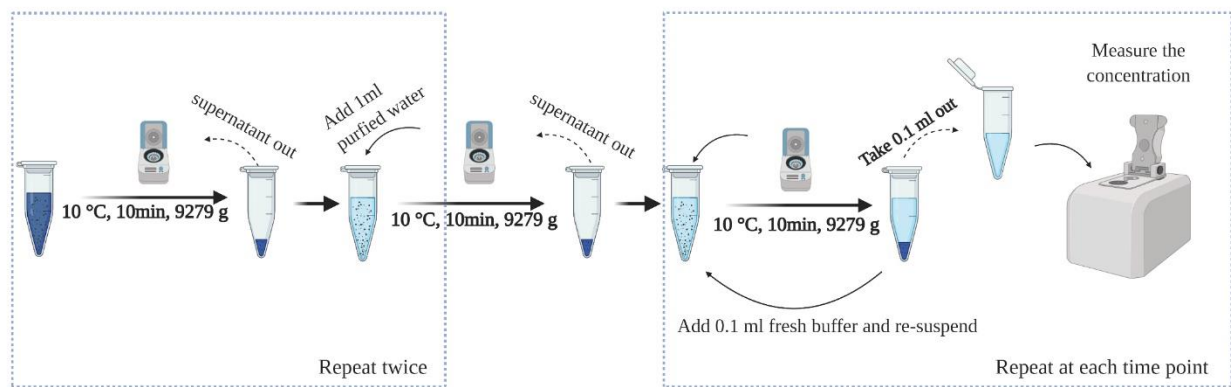 supernatant out
Add 1ml
purfied water
supernatant out
Take 0.1 ml out
Measure the
concentration
10 °C, 10min, 9279 g
10 °C, 10min, 9279 g
10 °C, 10min, 9279 g
Add 0.1 ml fresh buffer and re-suspend
Repeat twice
Repeat at each time point